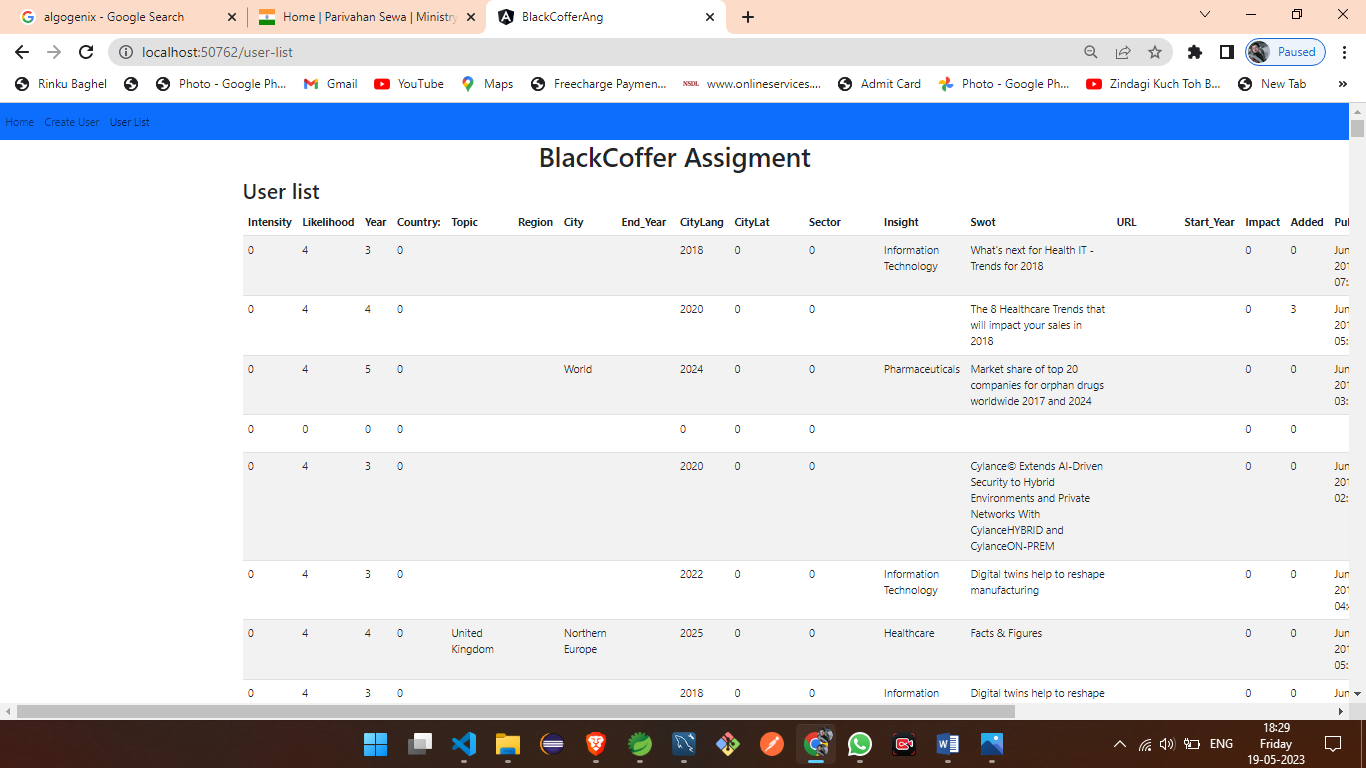 algogenix - Google Search
Home | Parivahan Sewa | Ministry
BlackCofferAng
localhost:50762/user-list
Paused
Rinku Baghel
Photo - Google Ph...
Gmail
YouTube
Maps
Freecharge Paymen...
NSDL
www.onlineservices....
Admit Card
Photo - Google Ph...
Zindagi Kuch Toh B...
New Tab
»
Home Create User User List
BlackCoffer Assigment
User list
Intensity Likelihood Year Country: Topic Region City End_Year CityLang CityLat Sector Insight Swot URL Start_Year Impact Added Pul
0 4 3 0 2018 0 0 Information What's next for Health IT - 0 0 Jun
Technology Trends for 2018 201
07:
0 4 4 0 2020 0 0 The 8 Healthcare Trends that 0 3 Jun
will impact your sales in 201
2018 05:
0 4 5 0 World 2024 0 0 Pharmaceuticals Market share of top 20 0 0 Jun
companies for orphan drugs 201
worldwide 2017 and 2024 03:
0 0 0 0 0 0 0 0 0
0 4 3 0 2020 0 0 Cylance© Extends AI-Driven 0 0 Jun
Security to Hybrid 201
Environments and Private 02:
Networks With
CylanceHYBRID and
CylanceON-PREM
0 4 3 0 2022 0 0 Information Digital twins help to reshape 0 0 Jun
Technology manufacturing 201
04:
0 4 4 0 United Northern 2025 0 0 Healthcare Facts & Figures 0 0 Jun
Kingdom Europe 201
05:
0 4 3 0 2018 0 0 Information Digital twins help to reshape 0 0 Jun
ENG
18:29
Friday
19-05-2023